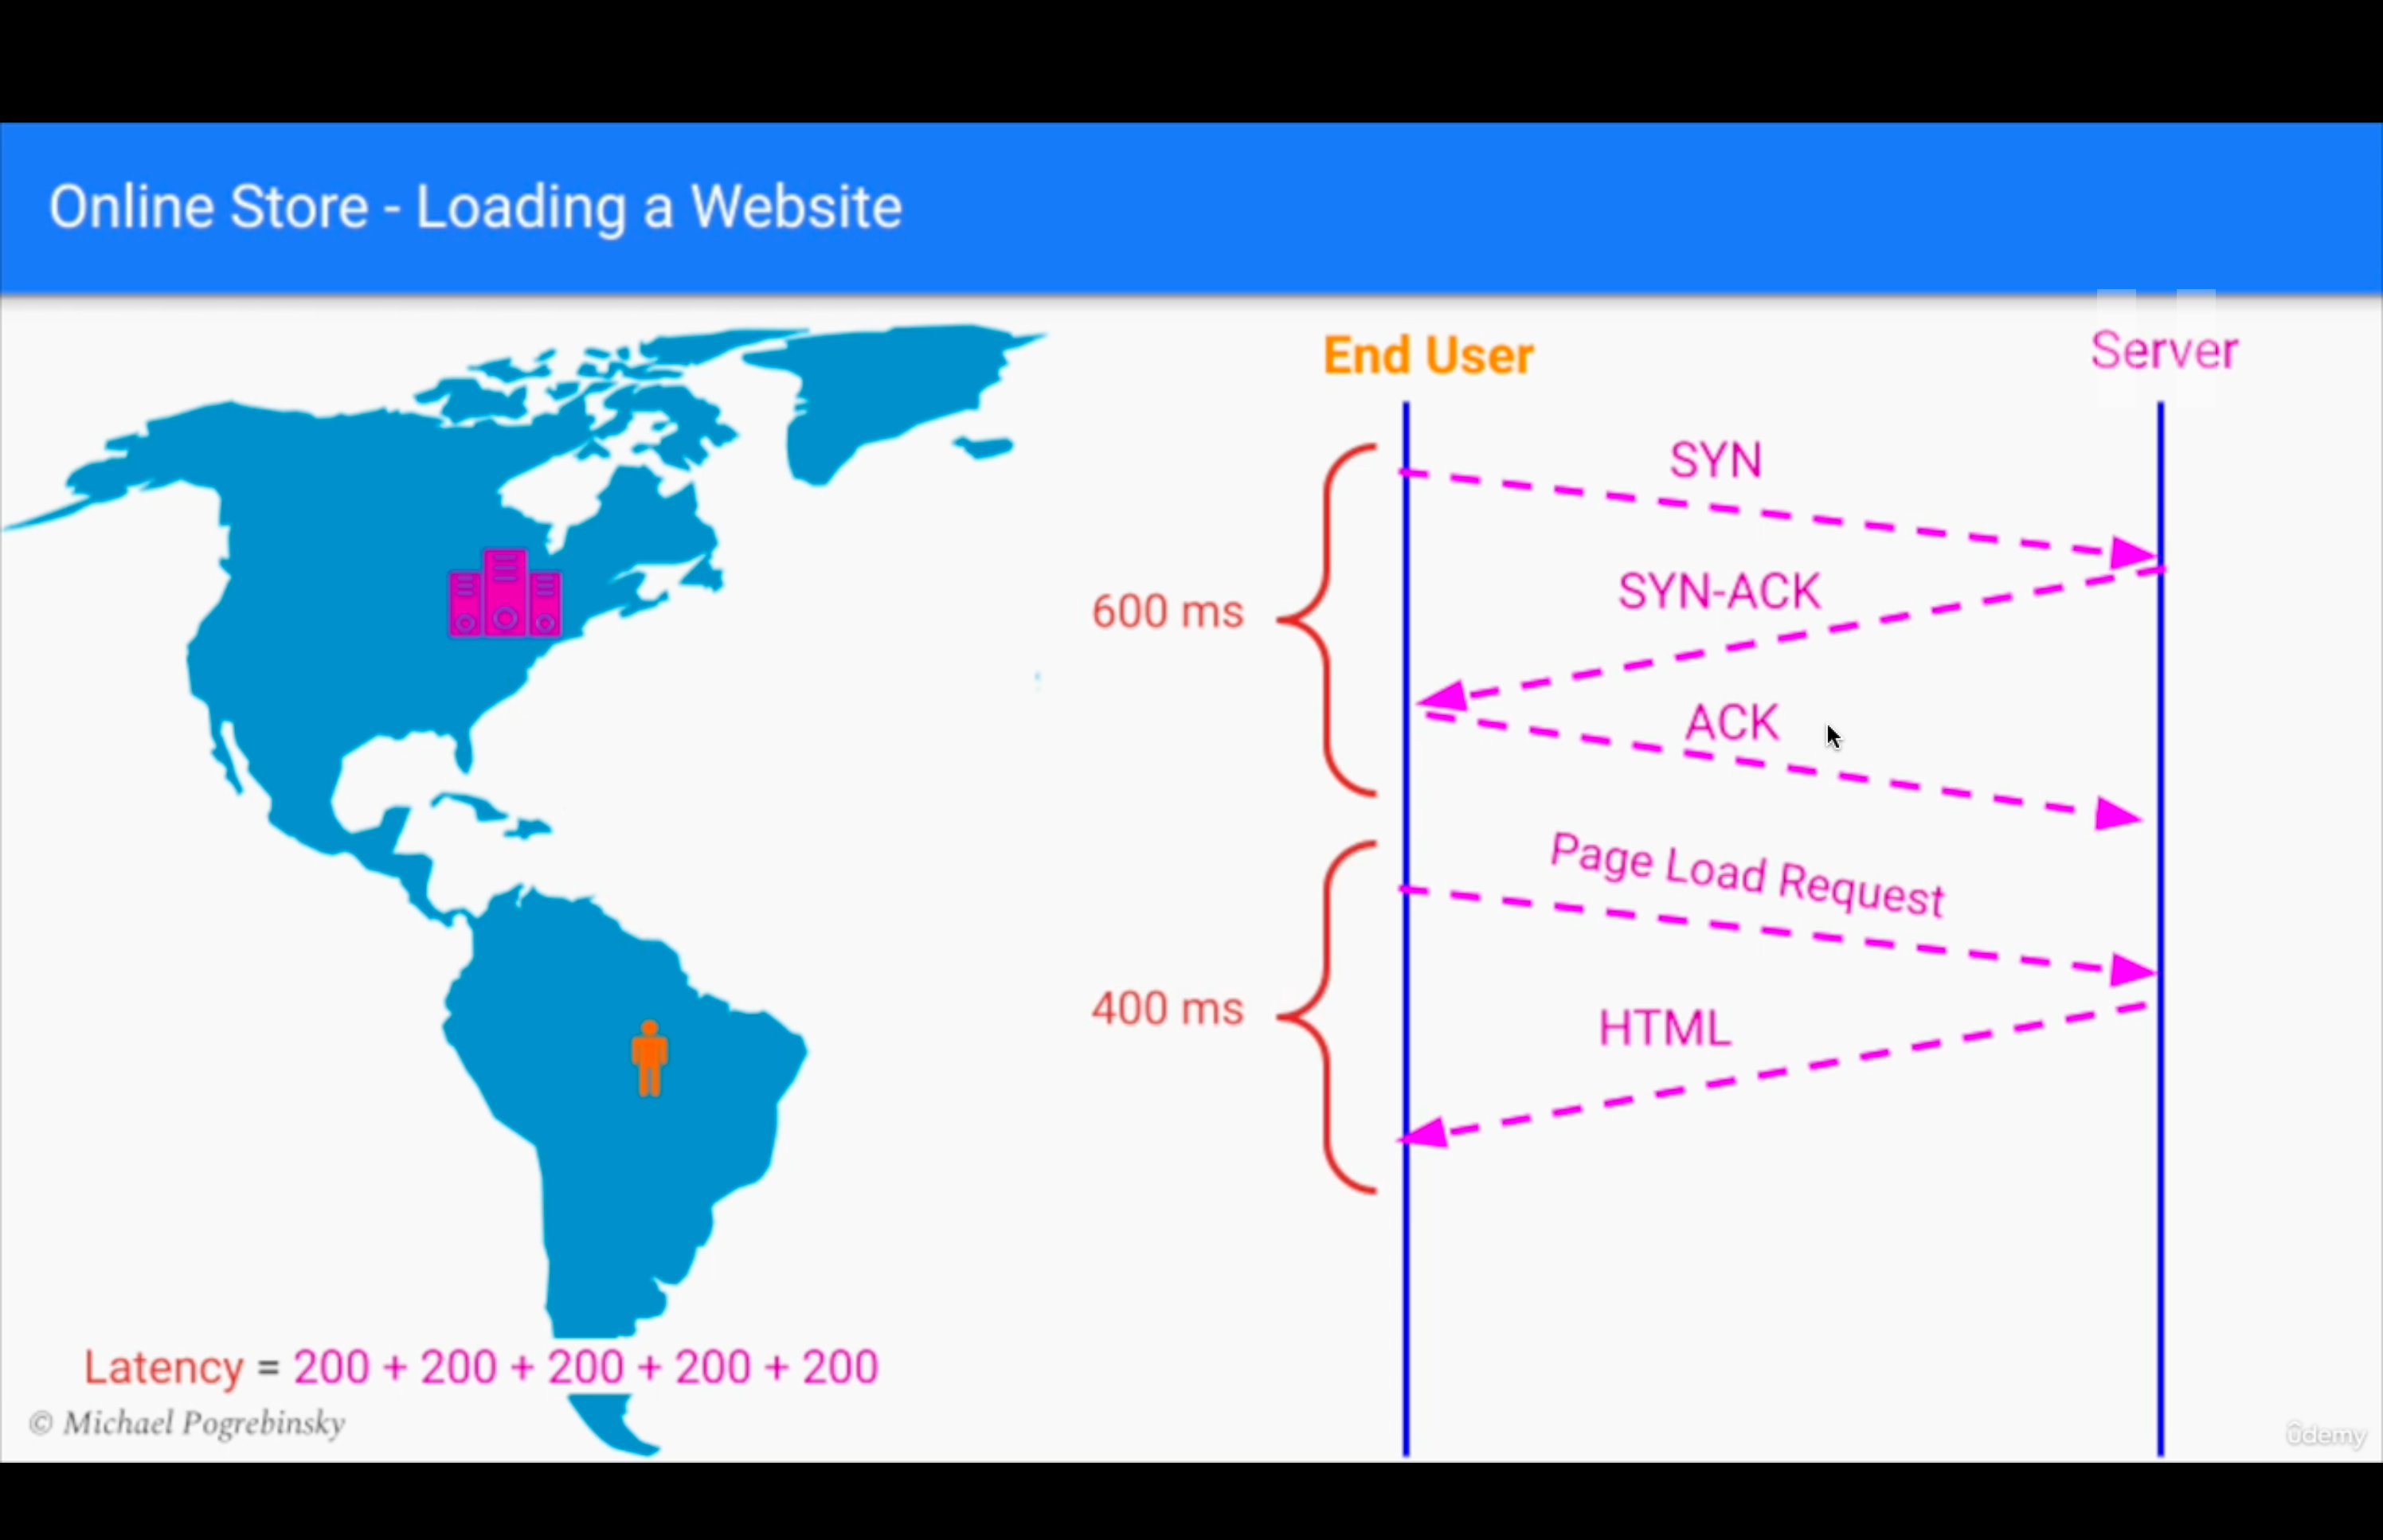 Online Store - Loading a Website
End User
Server
SYN
SYN-ACK
600 ms
ACK
Page Load Request
400 ms
HTML
Latency = 200 + 200 + 200 + 200 + 200
© Michael Pogrebinsky
ûdemy